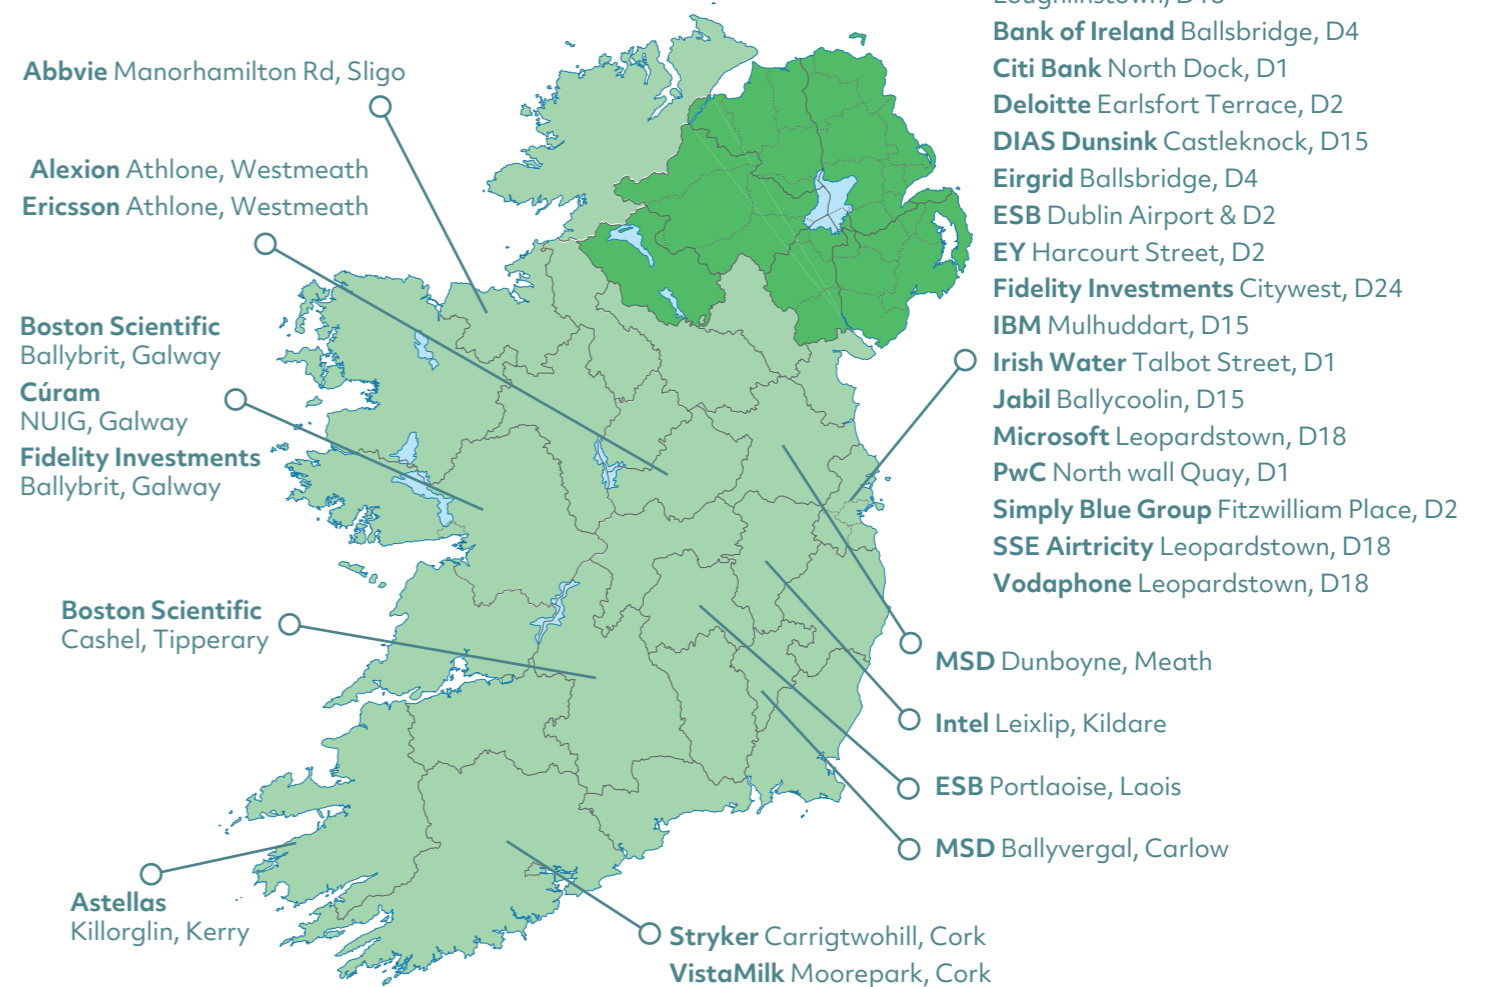 Loughlinstown, D18
Bank of Ireland Ballsbridge, D4
Citi Bank North Dock, D1
Deloitte Earlsfort Terrace, D2
DIAS Dunsink Castleknock, D15
Eirgrid Ballsbridge, D4
ESB Dublin Airport & D2
EY Harcourt Street, D2
Fidelity Investments Citywest, D24
IBM Mulhuddart, D15
Irish Water Talbot Street, D1
Jabil Ballycoolin, D15
Microsoft Leopardstown, D18
PwC North wall Quay, D1
Simply Blue Group Fitzwilliam Place, D2
SSE Airtricity Leopardstown, D18
Vodaphone Leopardstown, D18
Abbvie Manorhamilton Rd, Sligo
Alexion Athlone, Westmeath
Ericsson Athlone, Westmeath
Boston Scientific
Ballybrit, Galway
Cúram
NUIG, Galway
Fidelity Investments
Ballybrit, Galway
Boston Scientific
Cashel, Tipperary
Astellas
Killorglin, Kerry
MSD Dunboyne, Meath
Intel Leixlip, Kildare
ESB Portlaoise, Laois
MSD Ballyvergal, Carlow
Stryker Carrigtwohill, Cork
VistaMilk Moorepark, Cork